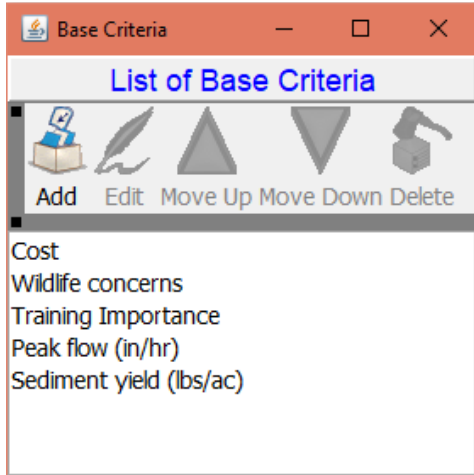 Base Criteria
List of Base Criteria
Add Edit Move Up Move Down Delete
Cost
Wildlife concerns
Training Importance
Peak flow (in/hr)
Sediment yield (lbs/ac)